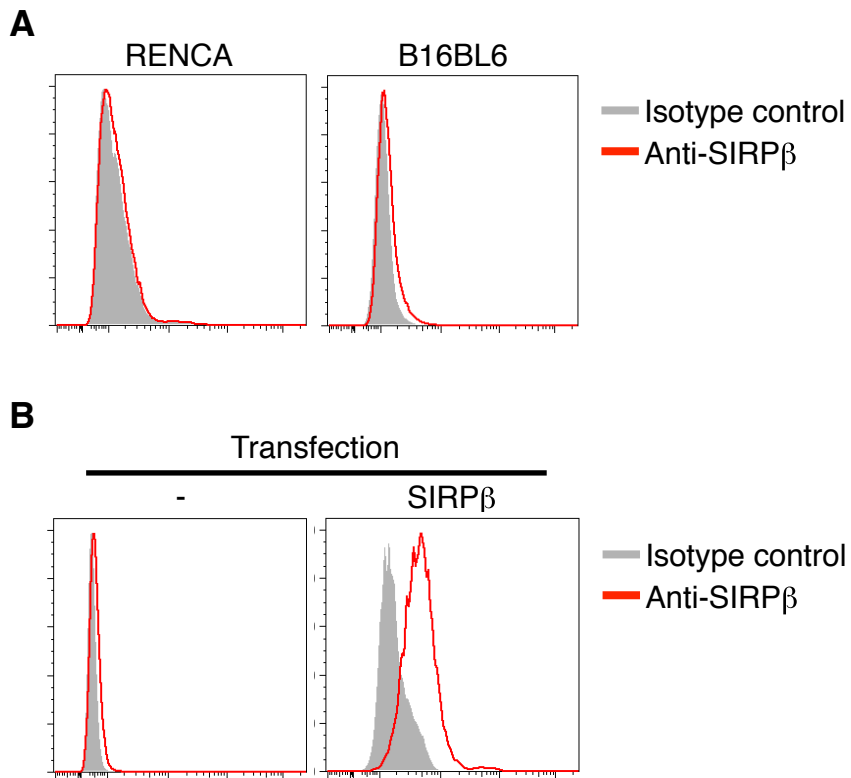 A
RENCA
B16BL6
Isotype control
Anti-SIRPβ
B
Transfection
-
SIRPβ
Isotype control
Anti-SIRPβ